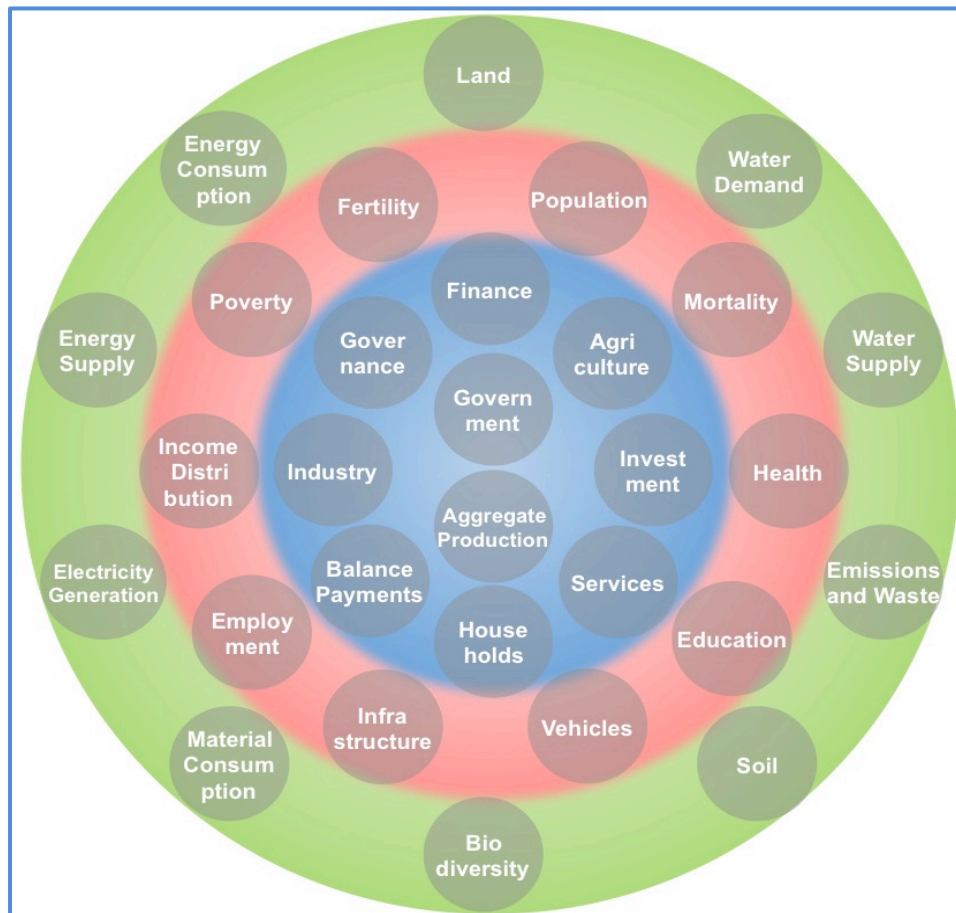 Land
Energy
Consum
ption
Water
Demand
Fertility
Population
Poverty
Finance
Mortality
Energy
Supply
Gover
nance
Agri
culture
Water
Supply
Govern
ment
Income
Distri
bution
Industry
Invest
ment
Health
Aggregate
Production
Electricity
Generation
Balance
Payments
Services
Emissions
and Waste
Employ
ment
House
holds
Education
Infra
structure
Vehicles
Material
Consum
ption
Soil
Bio
diversity